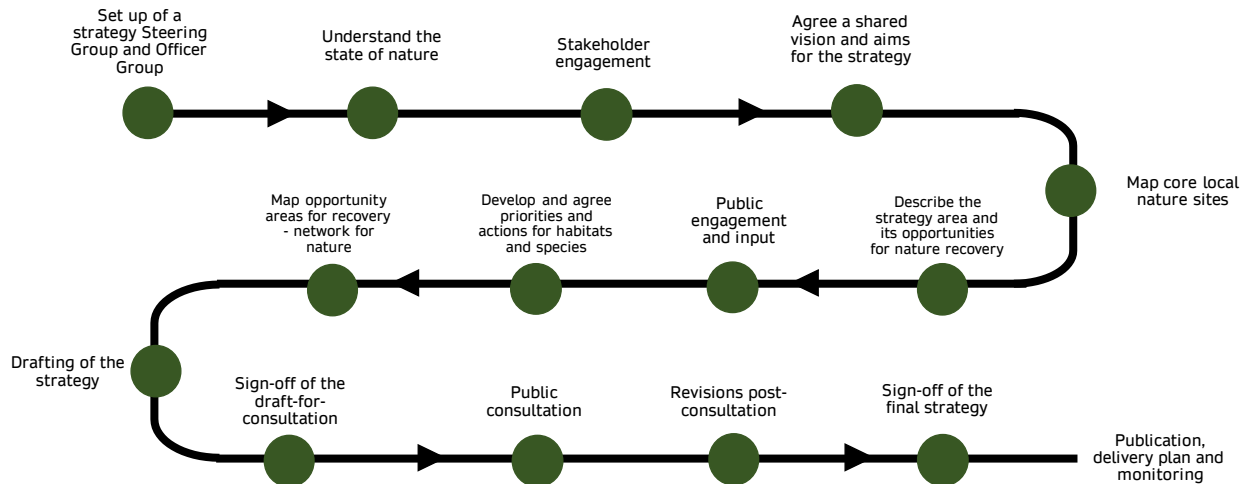 Set up of a
strategy Steering
Group and Officer
Group
Understand the
state of nature
Stakeholder
engagement
Agree a shared
vision and aims
for the strategy
Map core local
nature sites
Describe the
strategy area and
its opportunities
for nature recovery
Public
engagement
and input
Develop and agree
priorities and
actions for habitats
and species
Map opportunity
areas for recovery
- network for
nature
Drafting of the
strategy
Sign-off of the
draft-for-
consultation
Public
consultation
Revisions post-
consultation
Sign-off of the
final strategy
Publication,
delivery plan and
monitoring